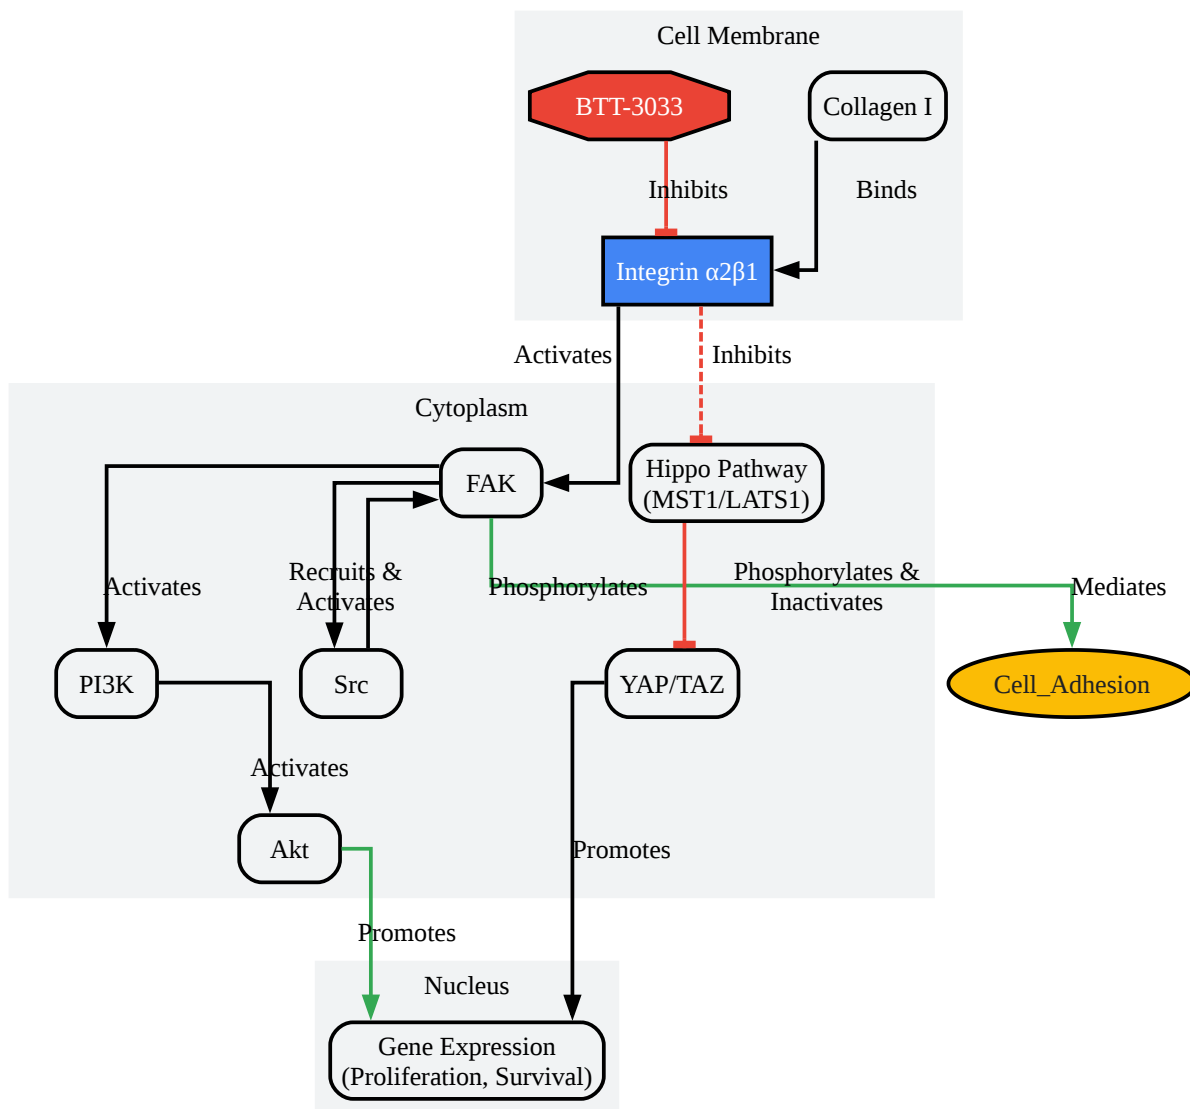 Cell Membrane
BTT-3033
Collagen I
Inhibits
Binds
Integrin α2β1
Activates
Inhibits
Cytoplasm
FAK
Hippo Pathway
(MST1/LATS1)
Activates
Recruits &
Activates
Phosphorylates
Phosphorylates &
Inactivates
Mediates
PI3K
Src
YAP/TAZ
Cell_Adhesion
Activates
Akt
Promotes
Promotes
Nucleus
Gene Expression
(Proliferation, Survival)